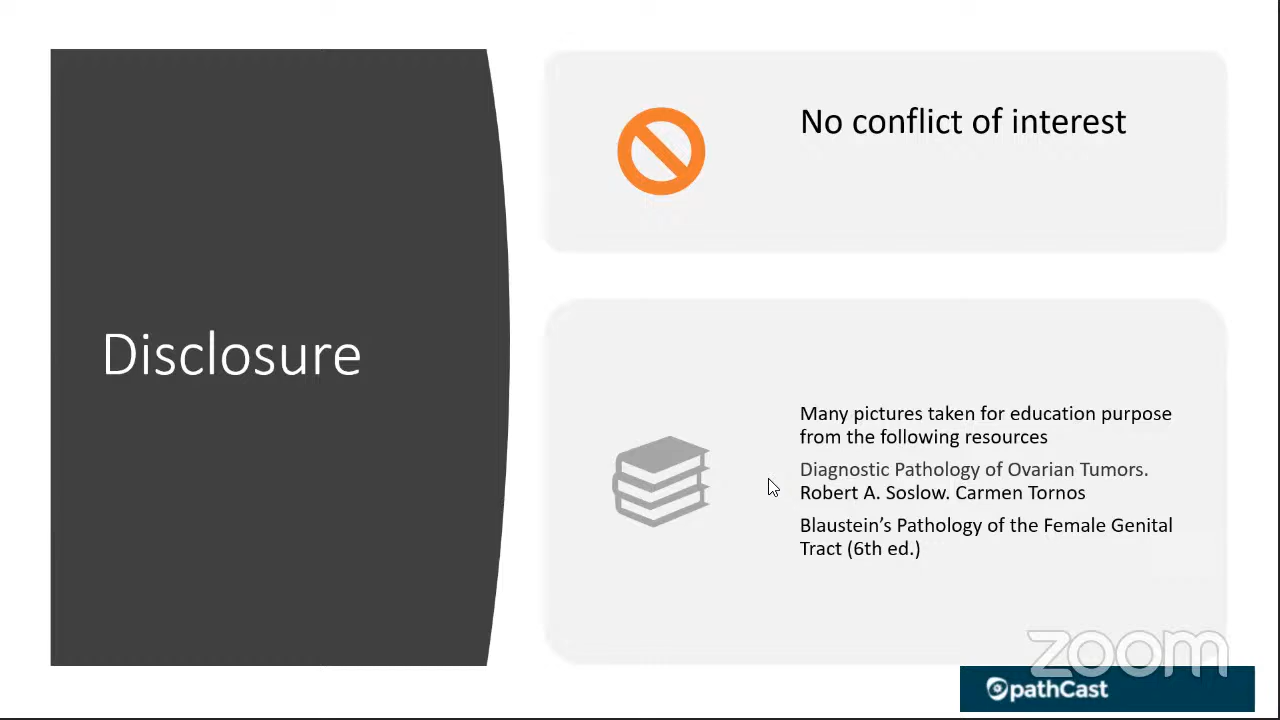 Disclosure
No conflict of interest
Many pictures taken for education purpose
from the following resources
Diagnostic Pathology of Ovarian Tumors.
Robert A. Soslow. Carmen Tornos
Blaustein’s Pathology of the Female Genital
Tract (6th ed.)
zoom
pathCast